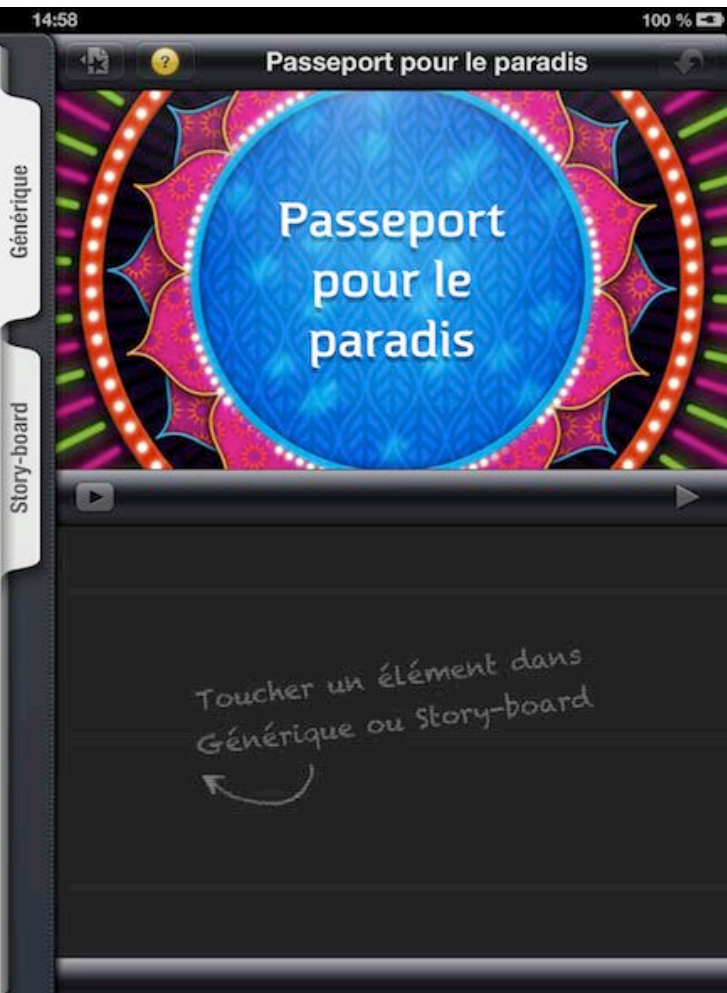 14:58
100 %
?
Passeport pour le paradis
Générique
Passeport
pour le
paradis
Story-board
Toucher un élément dans
Générique ou Story-board